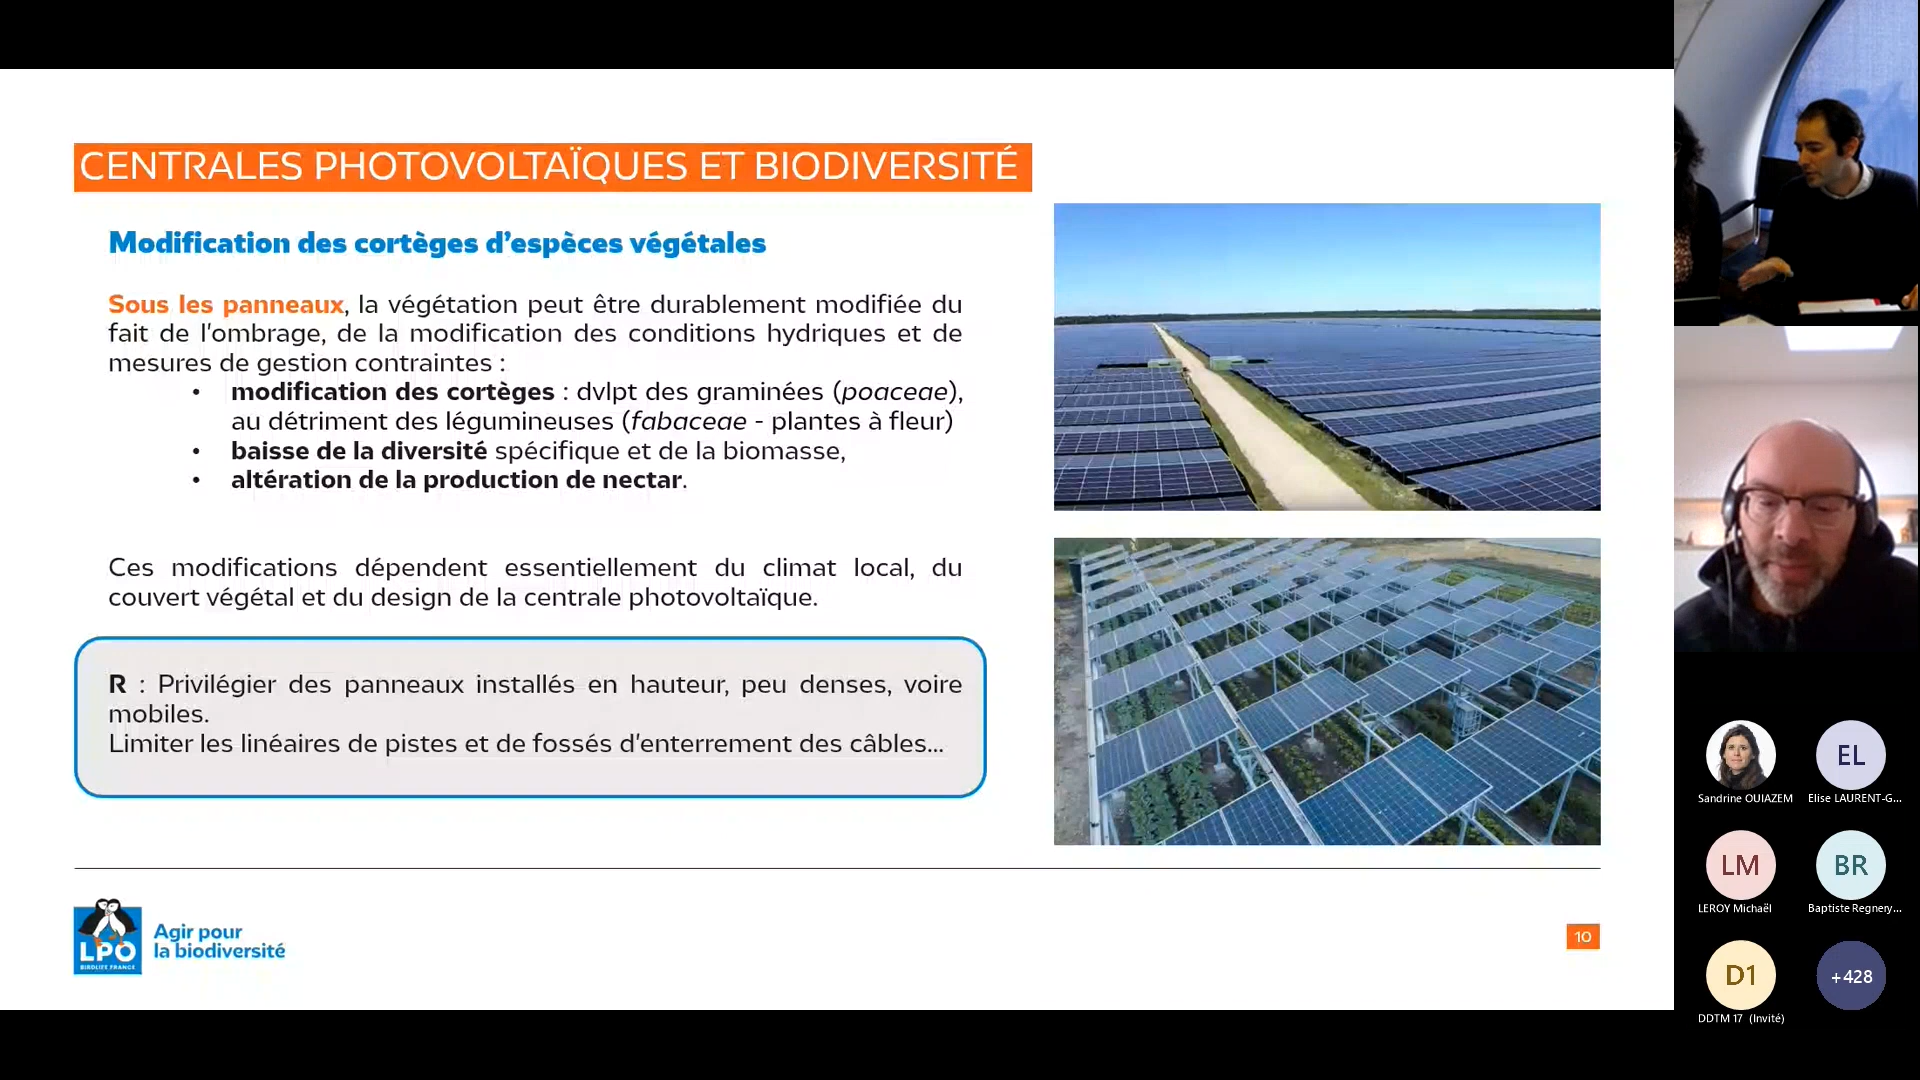 CENTRALES PHOTOVOLTAÏQUES ET BIODIVERSITÉ
Modification des cortèges d'espèces végétales
Sous les panneaux, la végétation peut être durablement modifiée du
fait de l'ombrage, de la modification des conditions hydriques et de
mesures de gestion contraintes :
• modification des cortèges : dvlpt des graminées (poaceae),
au détriment des légumineuses (fabaceae - plantes à fleur)
• baisse de la diversité spécifique et de la biomasse,
• altération de la production de nectar.
Ces modifications dépendent essentiellement du climat local, du
couvert végétal et du design de la centrale photovoltaïque.
R : Privilégier des panneaux installés en hauteur, peu denses, voire
mobiles.
Limiter les linéaires de pistes et de fossés d'enterrement des câbles...
LPO
BIRDLIFE FRANCE
Agir pour
la biodiversité
10
EL
Sandrine OUIAZEM
Elise LAURENT-G...
LM
BR
LEROY Michaël
Baptiste Regnery...
D1
+428
DDTM 17 (Invité)